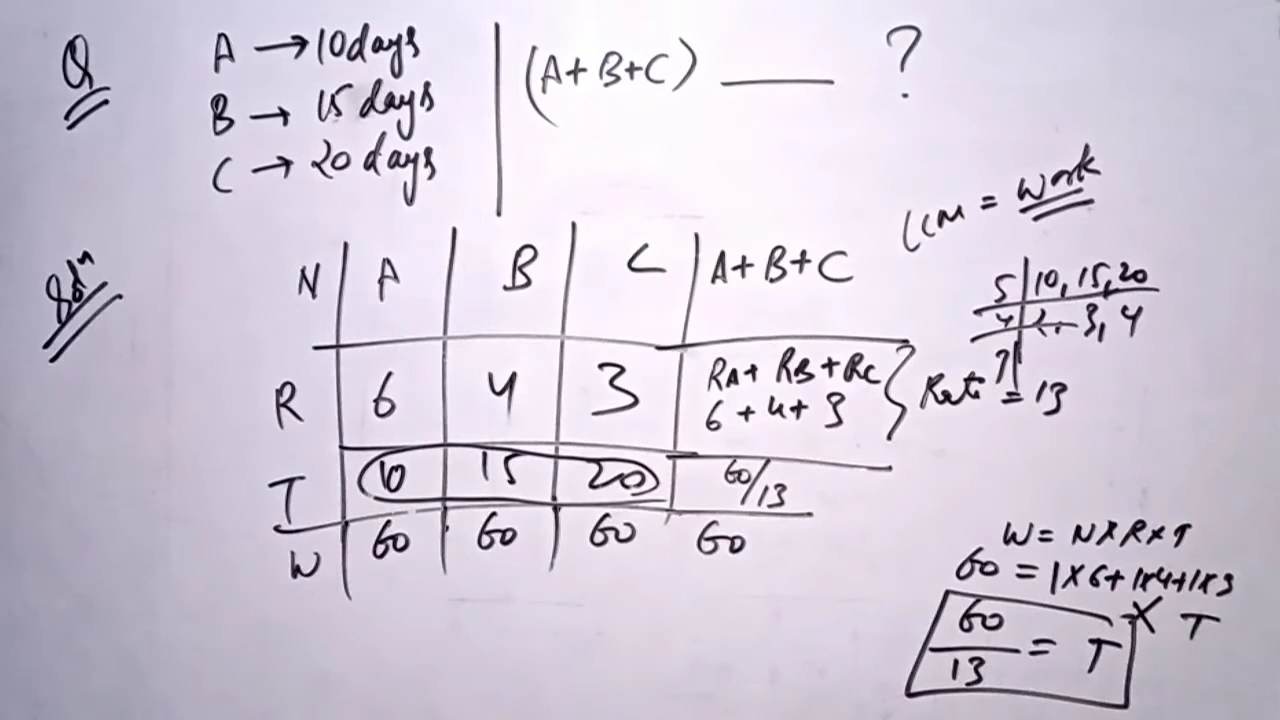 Q
A → 10 days
B → 15 days
C → 20 days
(A+B+C) ____ ?
LCM = Work
5 | 10, 15, 20
3, 4
Solⁿ
N | A | B | C | A+B+C
R | 6 | 4 | 3 | RA + RB + RC
6 + 4 + 3
} Rate = 13
T | 10 | 15 | 20 | 60/13
W | 60 | 60 | 60 | 60
W = N×R×T
60 = 1×6+1×4+1×3
× T
60/13 = T